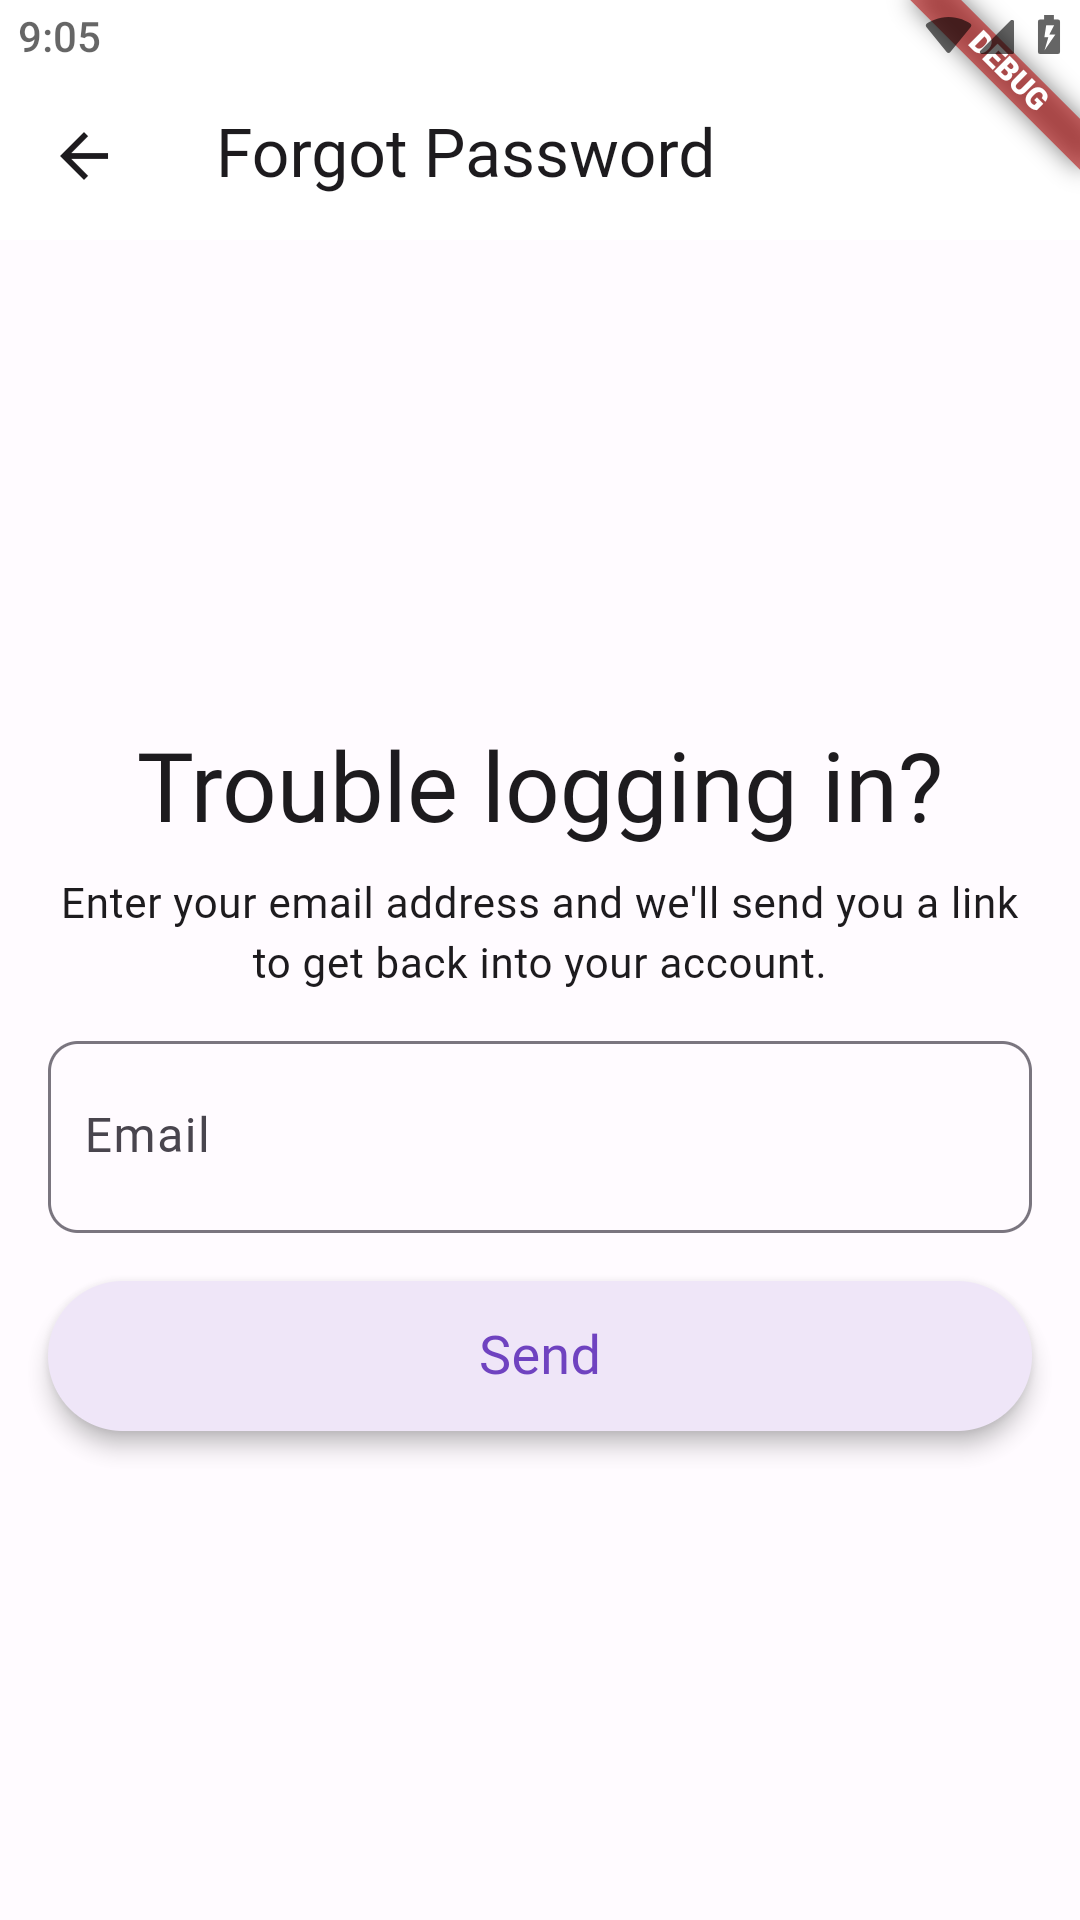 9:05
DEBUG
Forgot Password
Trouble logging in?
Enter your email address and we'll send you a link
to get back into your account.
Email
Send